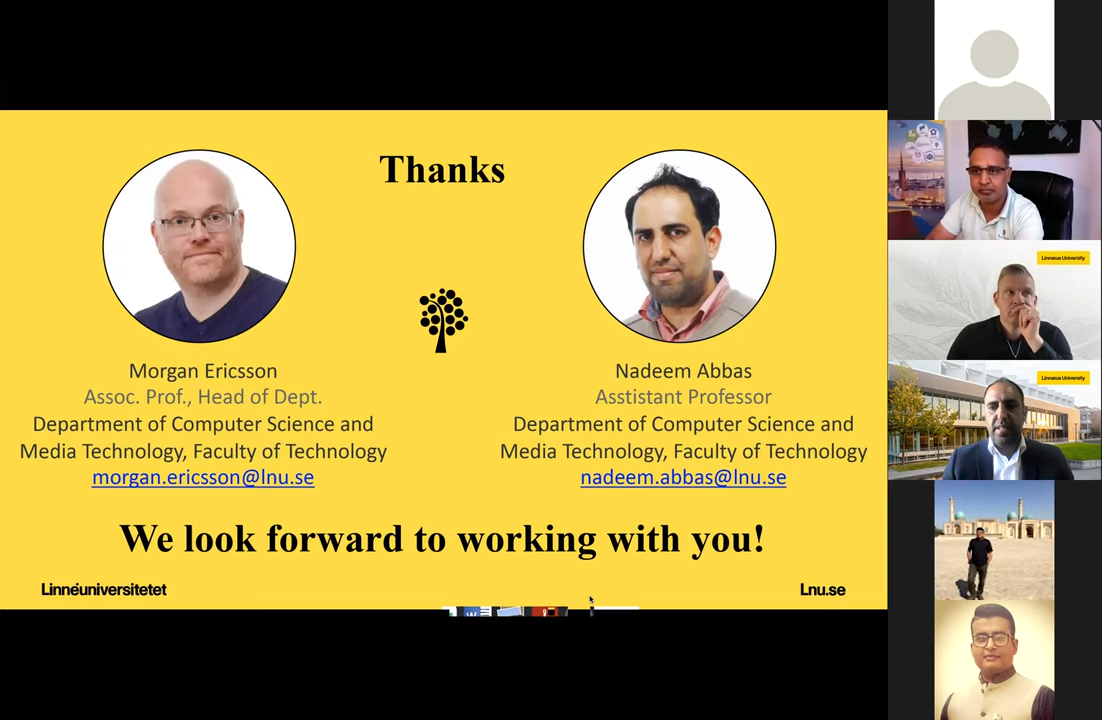 Thanks
Morgan Ericsson
Assoc. Prof., Head of Dept.
Department of Computer Science and
Media Technology, Faculty of Technology
morgan.ericsson@lnu.se
Nadeem Abbas
Asstistant Professor
Department of Computer Science and
Media Technology, Faculty of Technology
nadeem.abbas@lnu.se
We look forward to working with you!
Linnéuniversitetet
Lnu.se
Linnaeus University
Linnaeus University